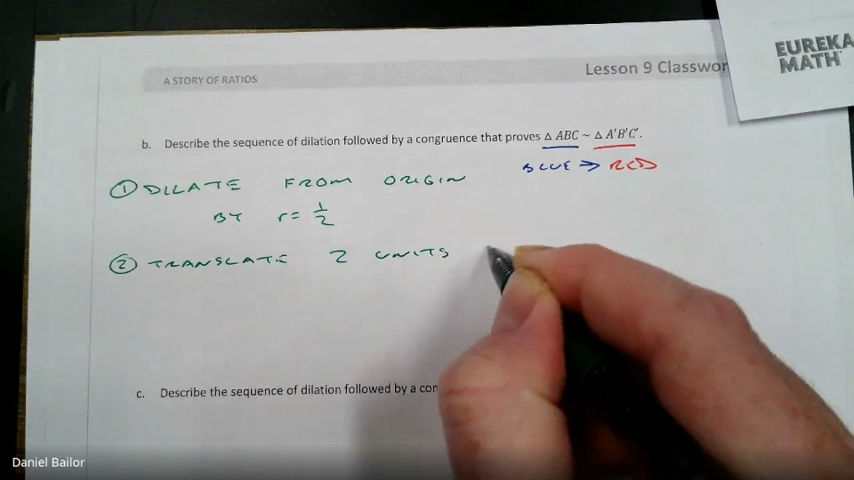 EUREKA
MATH
A STORY OF RATIOS
Lesson 9 Classwor
b. Describe the sequence of dilation followed by a congruence that proves △ ABC ~ △ A'B'C'.
BLUE → RED
① DILATE FROM ORIGIN
BY r = 1/2
② TRANSLATE 2 UNITS
c. Describe the sequence of dilation followed by a con
Daniel Bailor